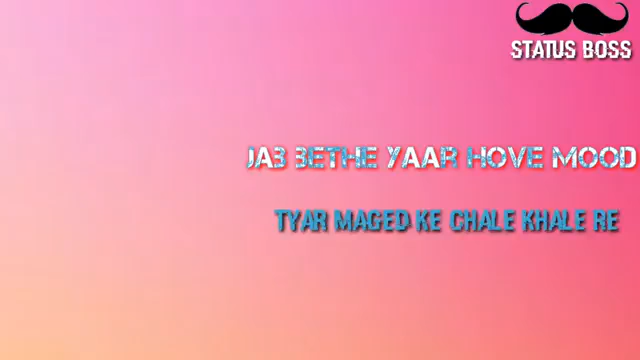 STATUS BOSS
JAB BETHE YAAR HOVE MOOD
TYAR MAGED KE CHALE KHALE RE